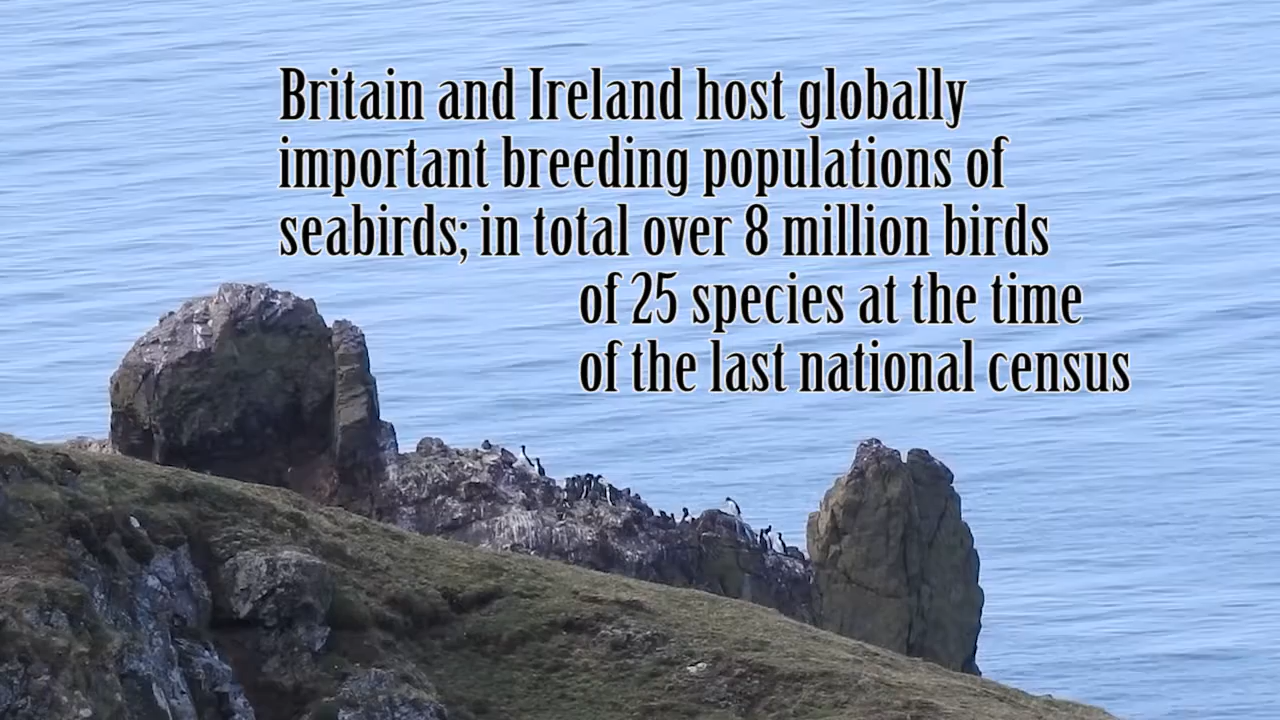 Britain and Ireland host globally
important breeding populations of
seabirds; in total over 8 million birds
of 25 species at the time
of the last national census